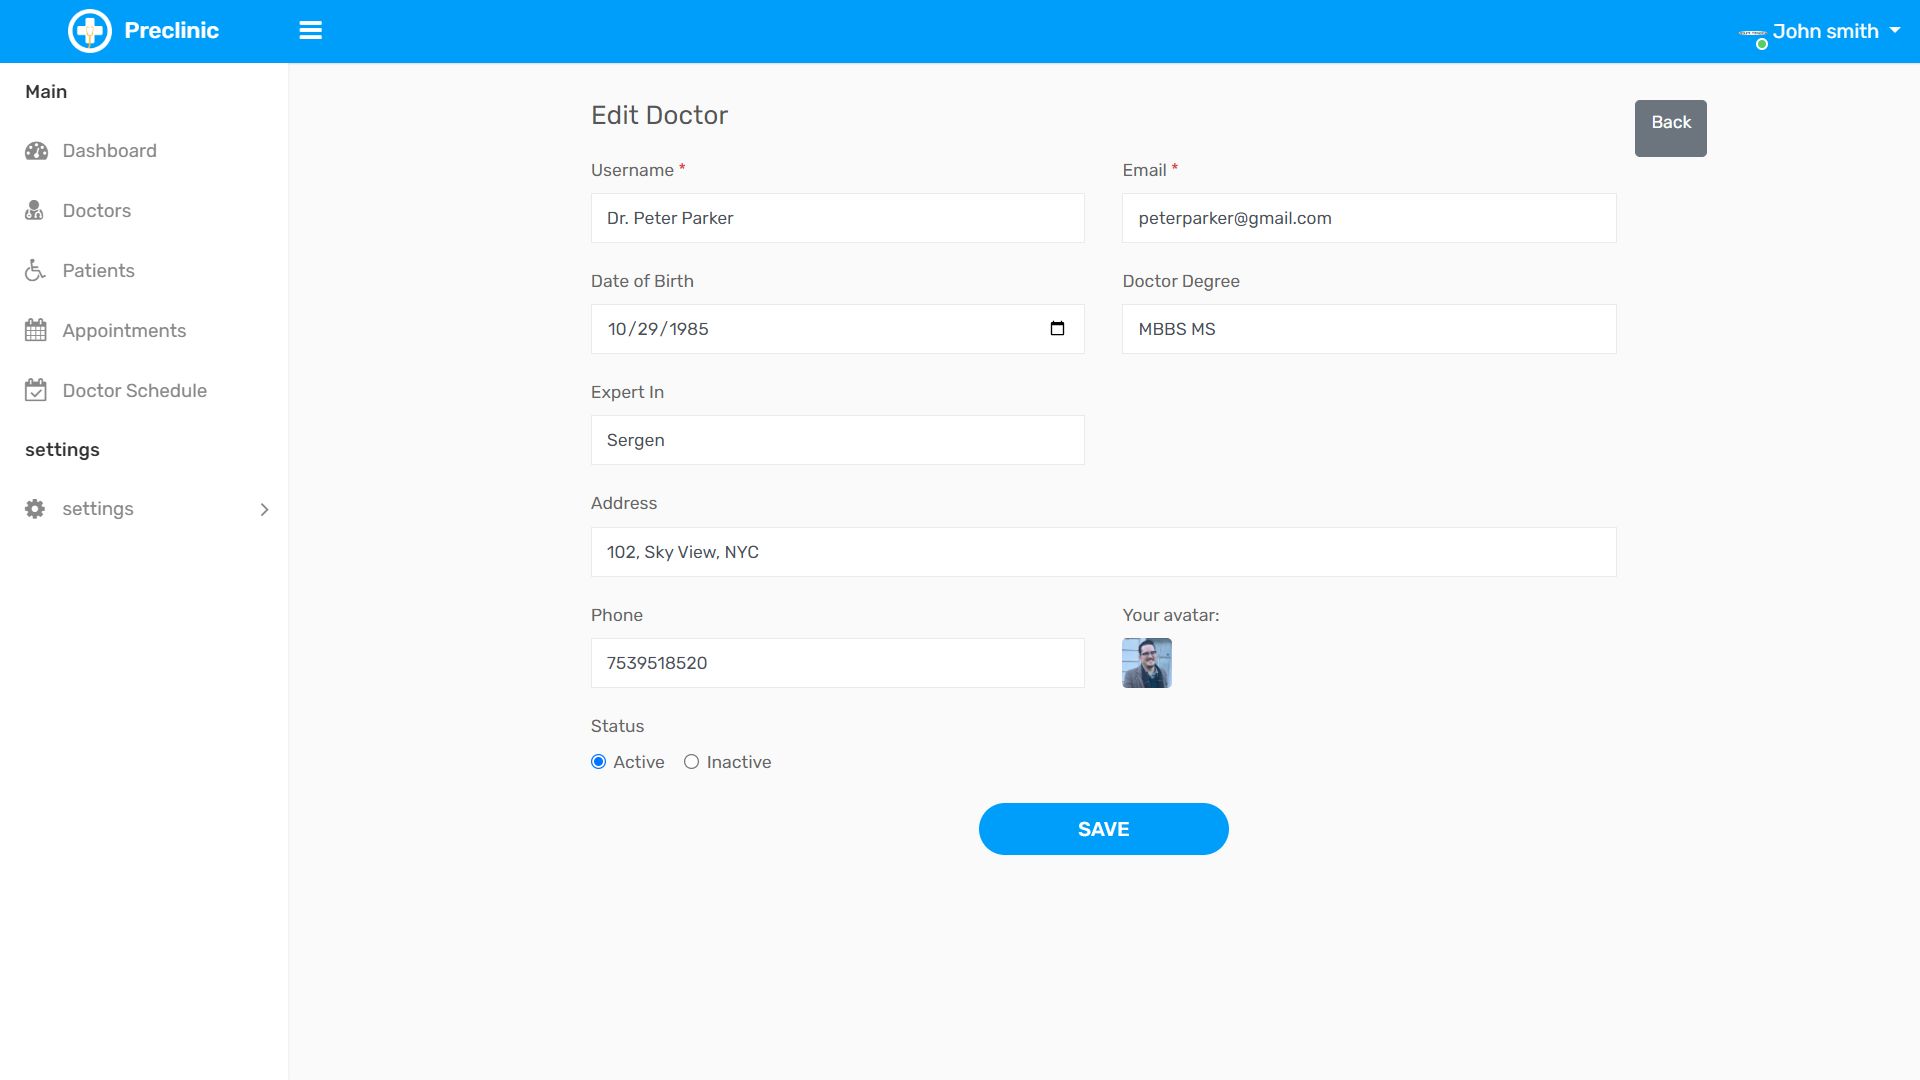 Preclinic
John smith
Main
Dashboard
Doctors
Patients
Appointments
Doctor Schedule
settings
settings
Edit Doctor
Back
Username *
Email *
Dr. Peter Parker
peterparker@gmail.com
Date of Birth
Doctor Degree
10/29/1985
MBBS MS
Expert In
Sergen
Address
102, Sky View, NYC
Phone
Your avatar:
7539518520
Status
Active
Inactive
SAVE